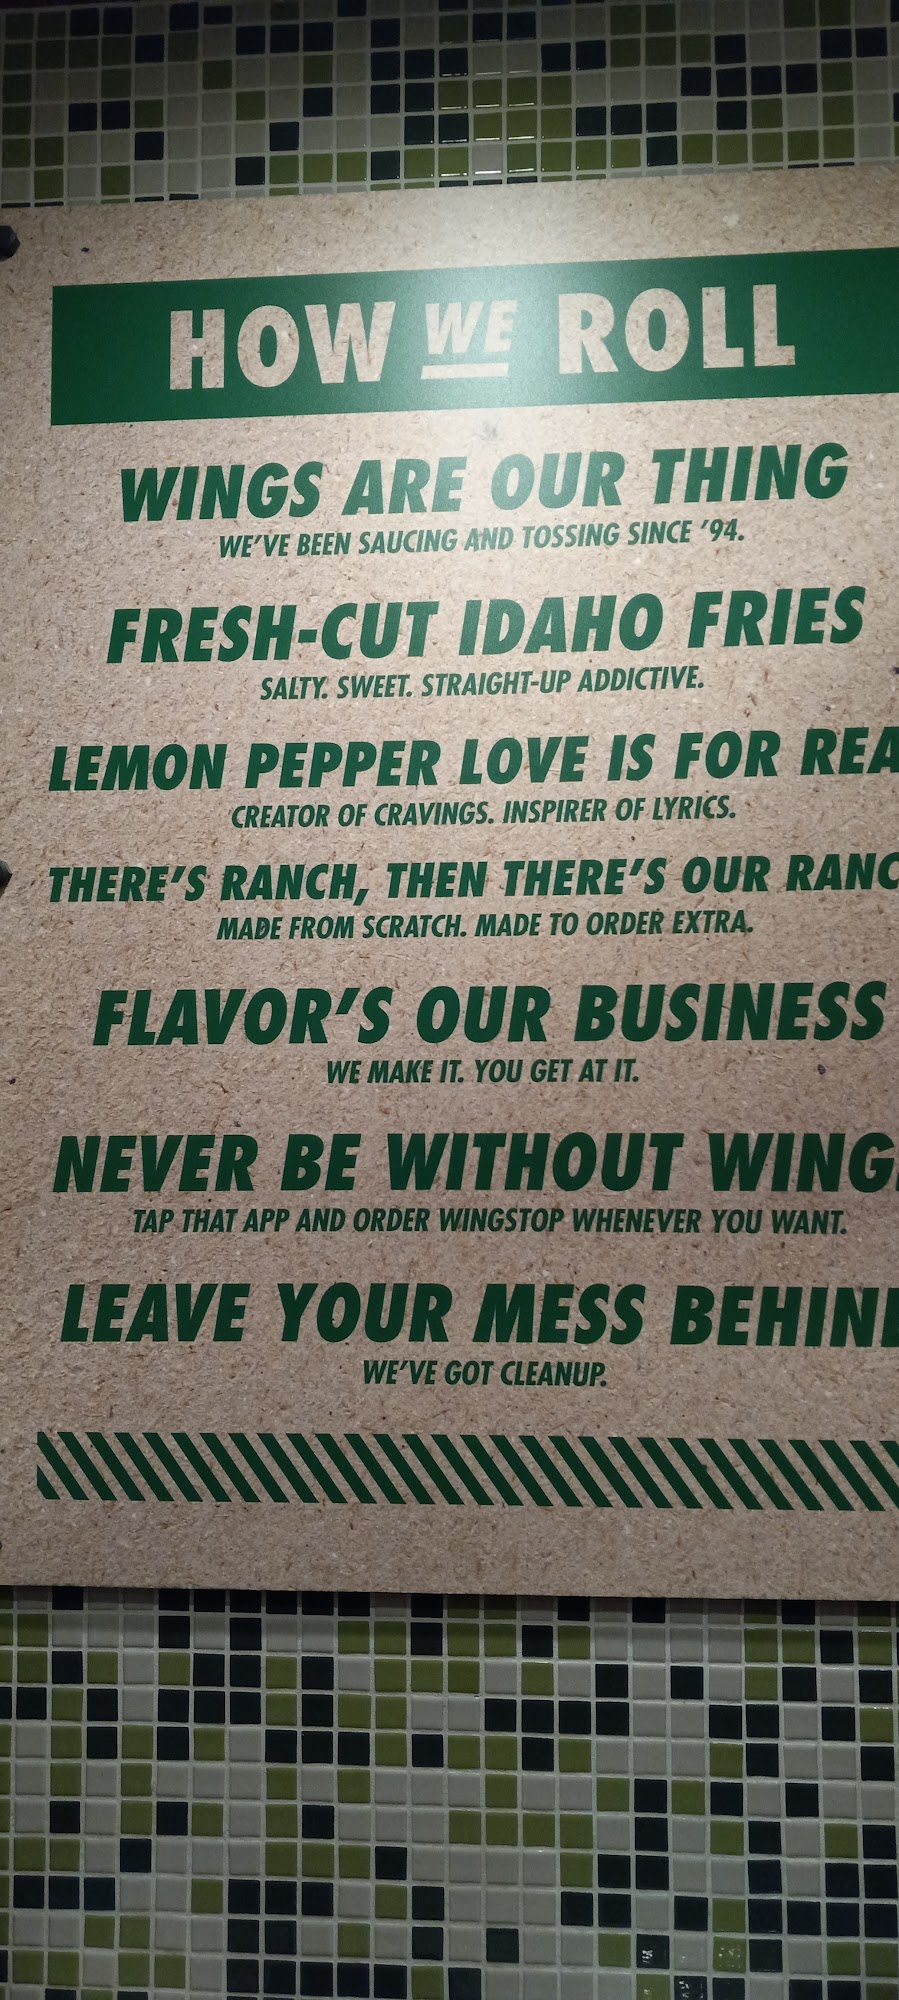 HOW WE ROLL
WINGS ARE OUR THING
WE'VE BEEN SAUCING AND TOSSING SINCE '94.
FRESH-CUT IDAHO FRIES
SALTY. SWEET. STRAIGHT-UP ADDICTIVE.
LEMON PEPPER LOVE IS FOR REA
CREATOR OF CRAVINGS. INSPIRER OF LYRICS.
THERE'S RANCH, THEN THERE'S OUR RANC
MADE FROM SCRATCH. MADE TO ORDER EXTRA.
FLAVOR'S OUR BUSINESS
WE MAKE IT. YOU GET AT IT.
NEVER BE WITHOUT WING
TAP THAT APP AND ORDER WINGSTOP WHENEVER YOU WANT.
LEAVE YOUR MESS BEHIN
WE'VE GOT CLEANUP.